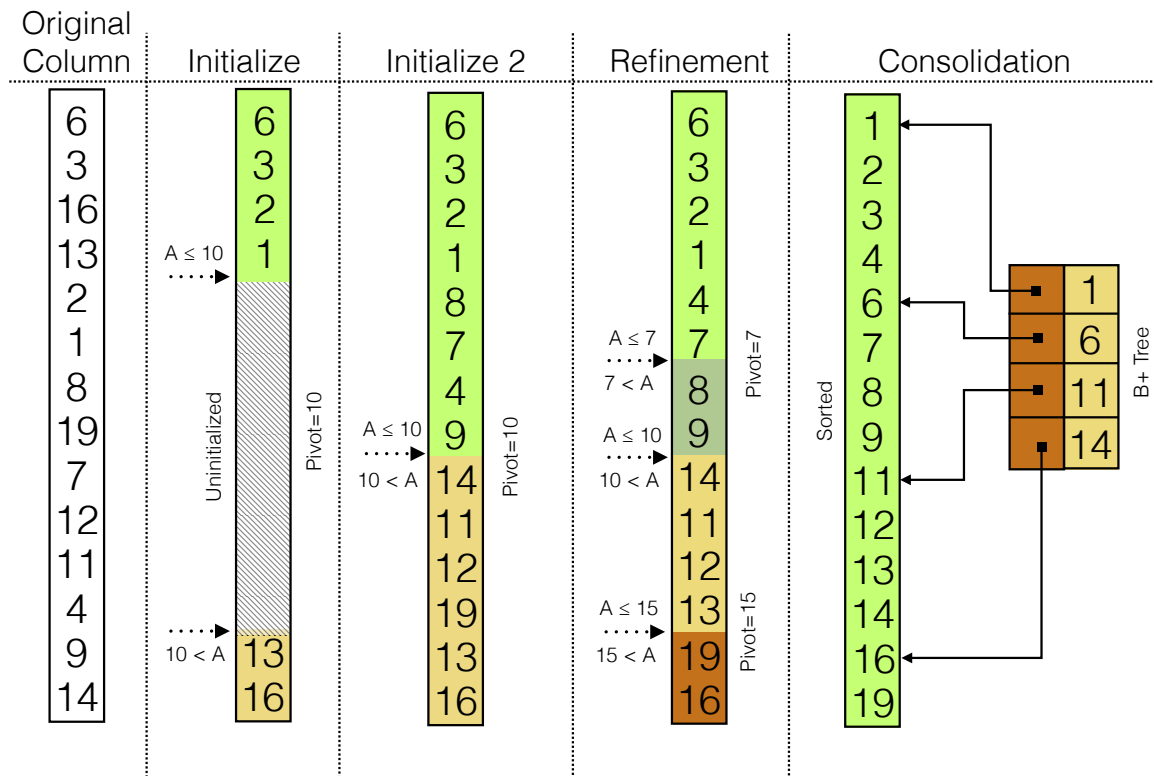 Original
Column
Initialize
Initialize 2
Refinement
Consolidation
6
3
16
13
2
1
8
19
7
12
11
4
9
14
6
3
2
1
A ≤ 10
Uninitialized
Pivot=10
10 < A
13
16
6
3
2
1
8
7
4
9
A ≤ 10
10 < A
Pivot=10
14
11
12
19
13
16
6
3
2
1
4
7
A ≤ 7
7 < A
Pivot=7
8
9
A ≤ 10
10 < A
14
11
12
13
A ≤ 15
15 < A
Pivot=15
19
16
Sorted
1
2
3
4
6
7
8
9
11
12
13
14
16
19
1
6
11
14
B+ Tree